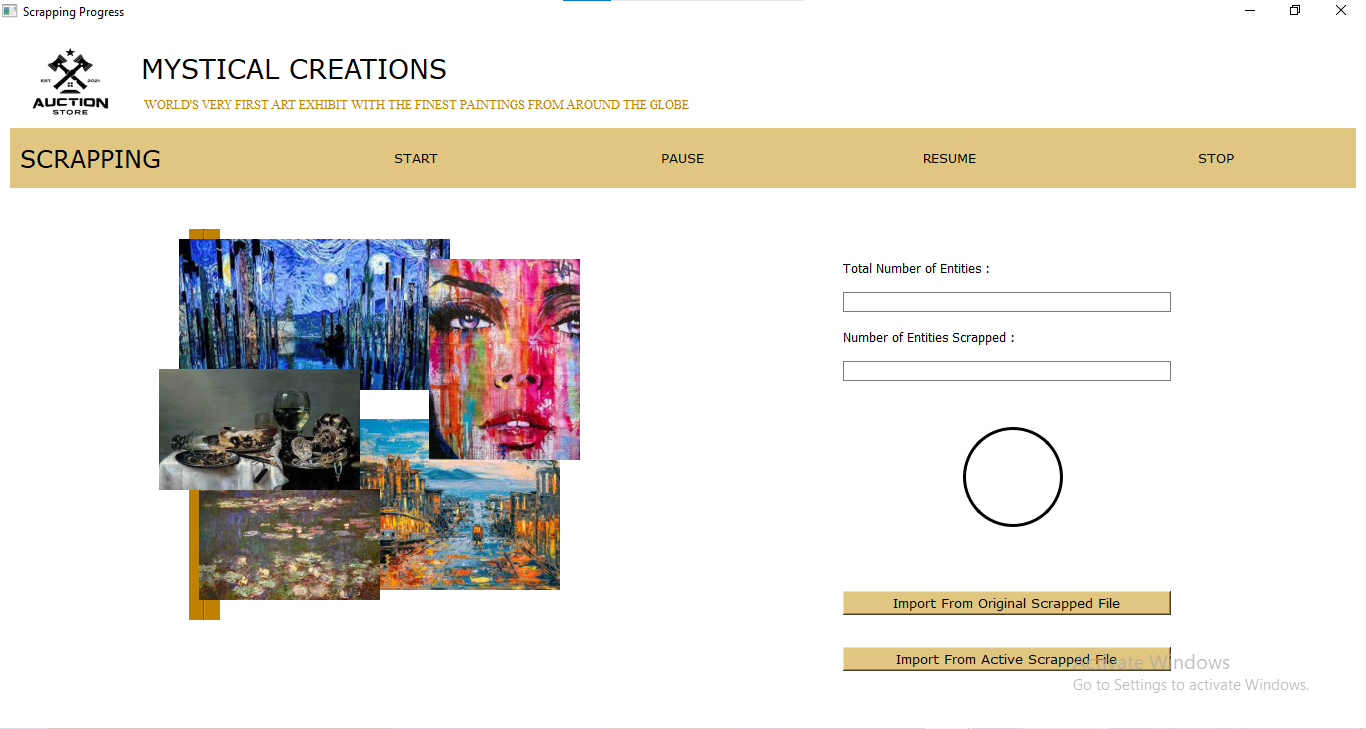 Scrapping Progress
EST. 2021
AUCTION
STORE
MYSTICAL CREATIONS
WORLD'S VERY FIRST ART EXHIBIT WITH THE FINEST PAINTINGS FROM AROUND THE GLOBE
SCRAPPING START PAUSE RESUME STOP
Total Number of Entities :
Number of Entities Scrapped :
Import From Original Scrapped File
Import From Active Scrapped File
Activate Windows
Go to Settings to activate Windows.